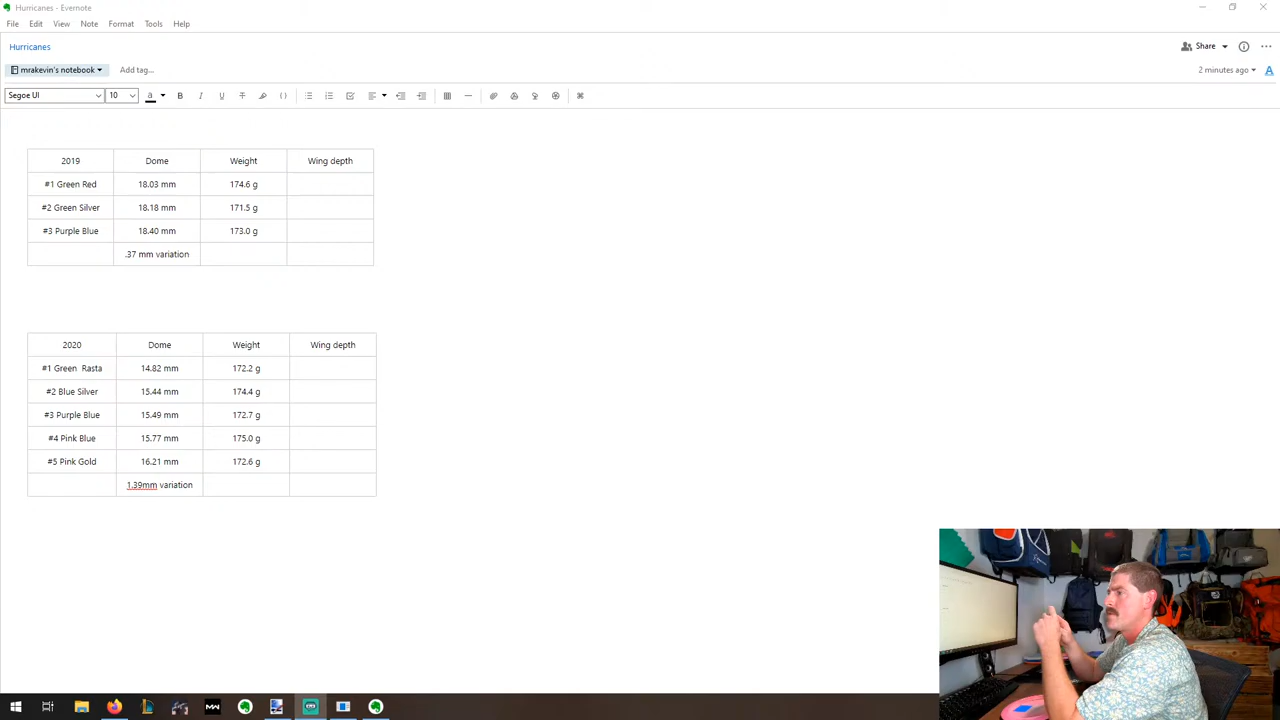 Hurricanes - Evernote
File Edit View Note Format Tools Help
Hurricanes
Share
mrakevin's notebook
Add tag...
2 minutes ago
Segoe UI 10 a B I U T
2019 Dome Weight Wing depth
#1 Green Red 18.03 mm 174.6 g
#2 Green Silver 18.18 mm 171.5 g
#3 Purple Blue 18.40 mm 173.0 g
.37 mm variation
2020 Dome Weight Wing depth
#1 Green Rasta 14.82 mm 172.2 g
#2 Blue Silver 15.44 mm 174.4 g
#3 Purple Blue 15.49 mm 172.7 g
#4 Pink Blue 15.77 mm 175.0 g
#5 Pink Gold 16.21 mm 172.6 g
1.39mm variation